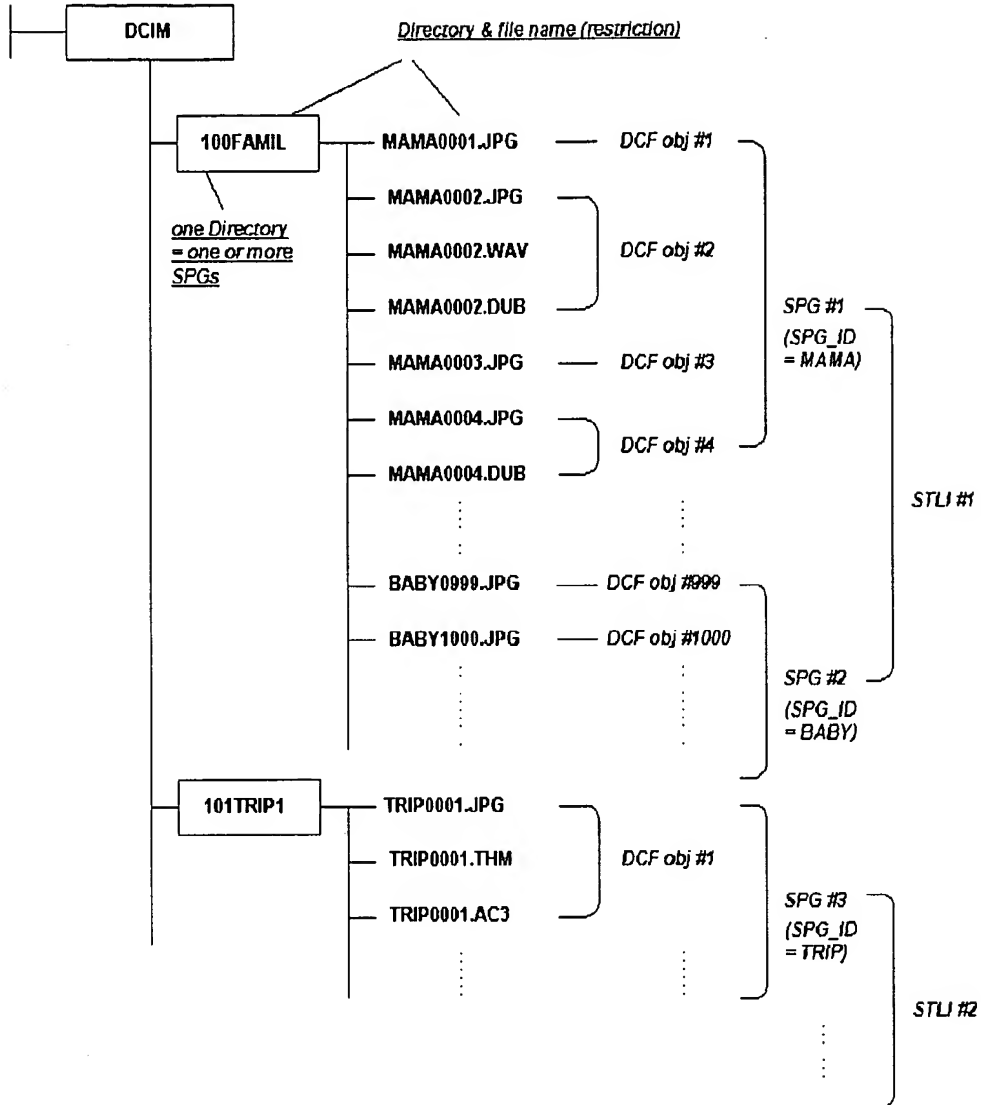 DCIM
Directory & file name (restriction)
100FAMIL
MAMA0001.JPG
DCF obj #1
MAMA0002.JPG
one Directory
= one or more
SPGs
MAMA0002.WAV
DCF obj #2
MAMA0002.DUB
SPG #1
(SPG_ID
= MAMA)
MAMA0003.JPG
DCF obj #3
MAMA0004.JPG
DCF obj #4
MAMA0004.DUB
STLI #1
BABY0999.JPG
DCF obj #999
BABY1000.JPG
DCF obj #1000
SPG #2
(SPG_ID
= BABY)
101TRIP1
TRIP0001.JPG
TRIP0001.THM
DCF obj #1
TRIP0001.AC3
SPG #3
(SPG_ID
= TRIP)
STLI #2